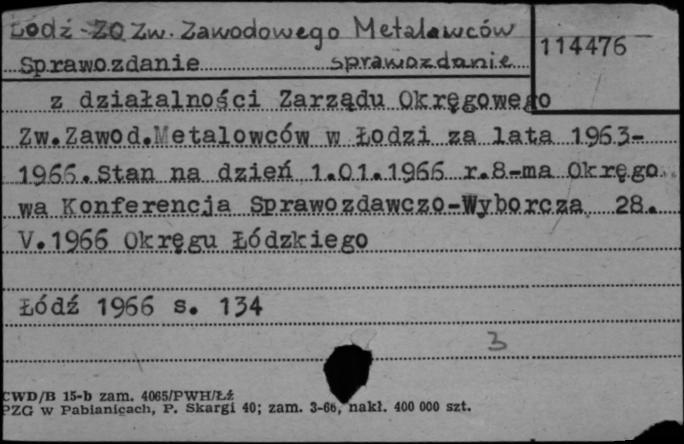 Łódź - ZO Zw. Zawodowego Metalowców
114476
Sprawozdanie sprawozdanie
z działalności Zarządu Okręgowego
Zw.Zawod.Metalowców w Łodzi za lata 1963-
1966.Stan na dzień 1.01.1966 r.8-ma Okręgo
wa Konferencja Sprawozdawczo-Wyborcza 28.
V.1966 Okręgu Łódzkiego
Łódź 1966 s. 134
3
CWD/B 15-b zam. 4065/PWH/Łź
PZG w Pabianicach, P. Skargi 40; zam. 3-66, nakł. 400 000 szt.